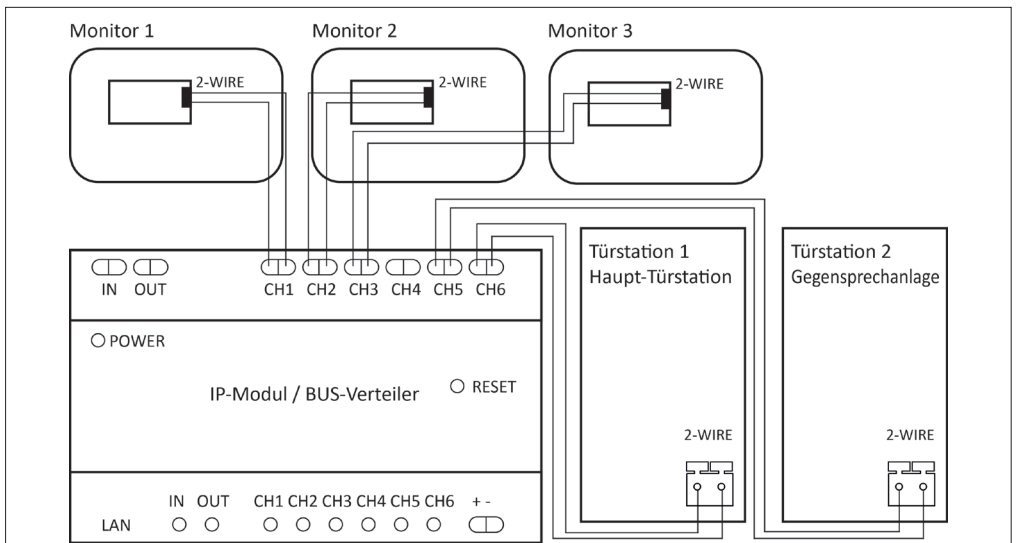 Monitor 1
Monitor 2
Monitor 3
2-WIRE
2-WIRE
2-WIRE
IN OUT CH1 CH2 CH3 CH4 CH5 CH6
POWER
IP-Modul / BUS-Verteiler
RESET
LAN
IN OUT CH1 CH2 CH3 CH4 CH5 CH6 + -
Türstation 1
Haupt-Türstation
2-WIRE
Türstation 2
Gegensprechanlage
2-WIRE